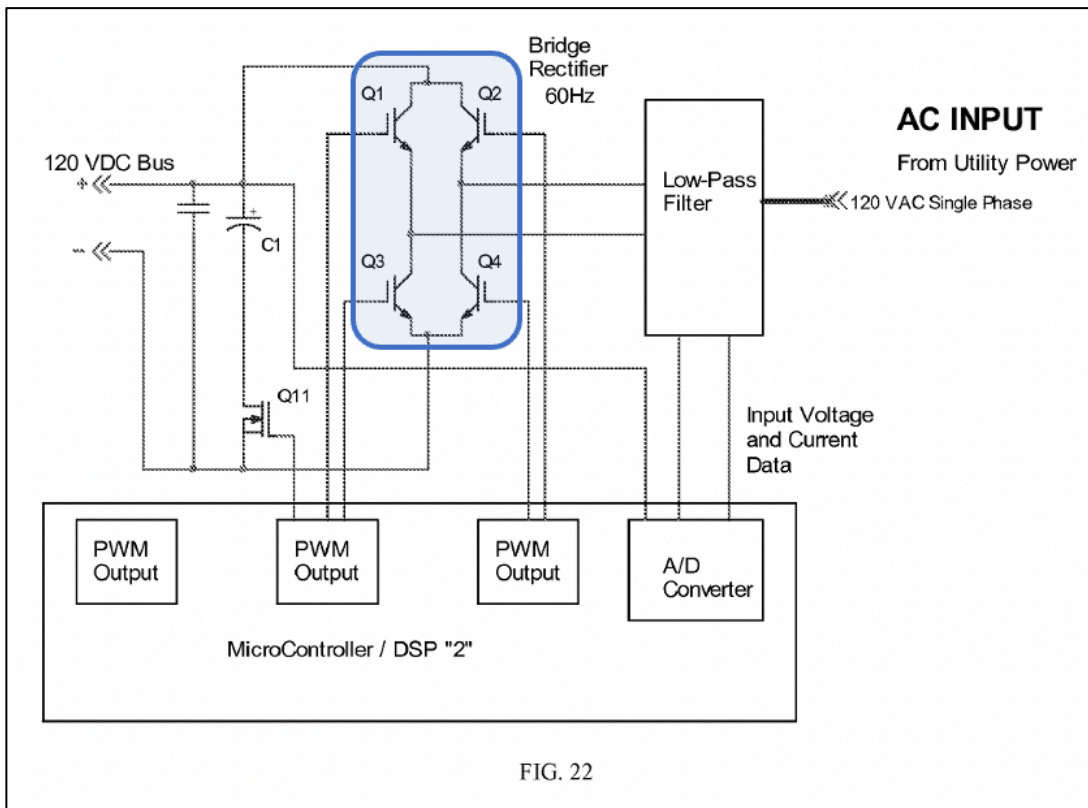 Bridge
Rectifier
60Hz
Q1
Q2
AC INPUT
From Utility Power
120 VDC Bus
+
Low-Pass
Filter
120 VAC Single Phase
+
C1
-
Q3
Q4
Q11
Input Voltage
and Current
Data
PWM
Output
PWM
Output
PWM
Output
A/D
Converter
MicroController / DSP "2"
FIG. 22